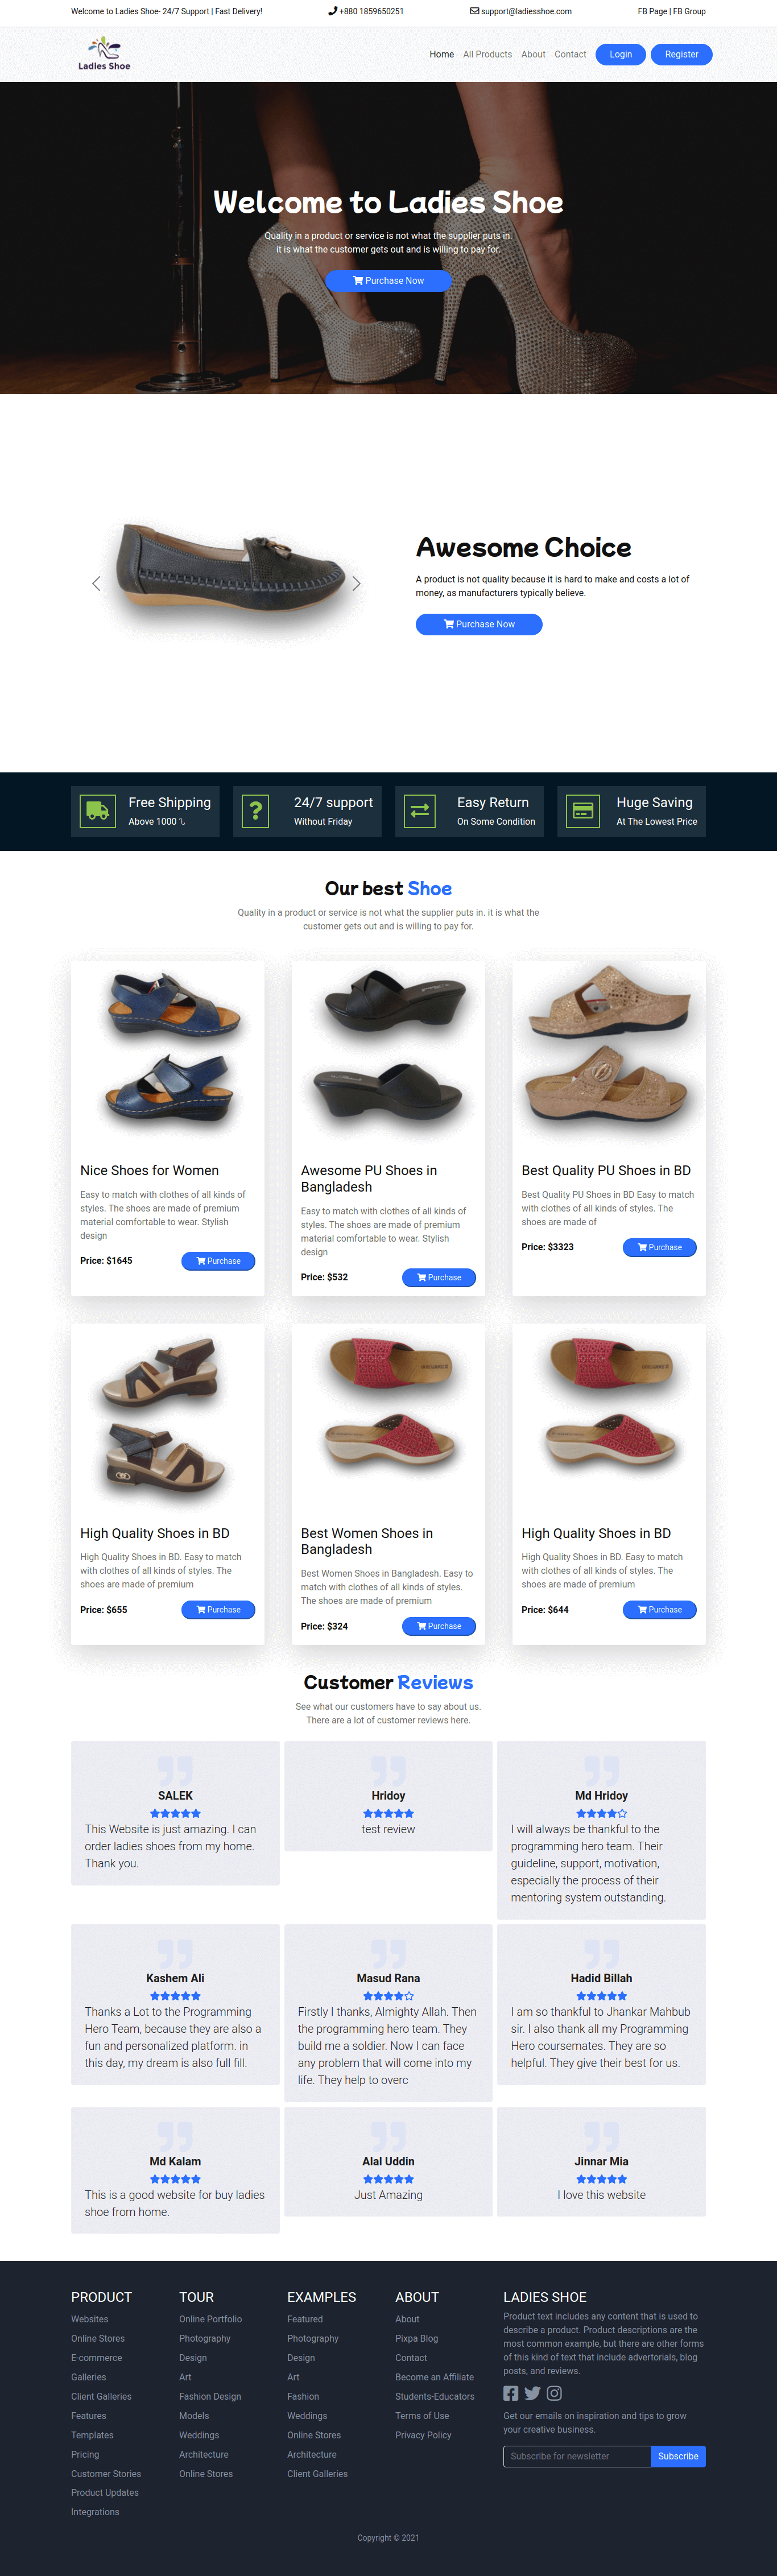 Welcome to Ladies Shoe- 24/7 Support | Fast Delivery!
+880 1859650251
support@ladiesshoe.com
FB Page | FB Group
Ladies Shoe
Home
All Products
About
Contact
Login
Register
Welcome to Ladies Shoe
Quality in a product or service is not what the supplier puts in.
it is what the customer gets out and is willing to pay for.
Purchase Now
Awesome Choice
A product is not quality because it is hard to make and costs a lot of
money, as manufacturers typically believe.
Purchase Now
Free Shipping
Above 1000
24/7 support
Without Friday
Easy Return
On Some Condition
Huge Saving
At The Lowest Price
Our best Shoe
Quality in a product or service is not what the supplier puts in. it is what the
customer gets out and is willing to pay for.
Nice Shoes for Women
Easy to match with clothes of all kinds of
styles. The shoes are made of premium
material comfortable to wear. Stylish
design
Price: $1645
Purchase
Awesome PU Shoes in
Bangladesh
Easy to match with clothes of all kinds of
styles. The shoes are made of premium
material comfortable to wear. Stylish
design
Price: $532
Purchase
Best Quality PU Shoes in BD
Best Quality PU Shoes in BD Easy to match
with clothes of all kinds of styles. The
shoes are made of
Price: $3323
Purchase
High Quality Shoes in BD
High Quality Shoes in BD. Easy to match
with clothes of all kinds of styles. The
shoes are made of premium
Price: $655
Purchase
Best Women Shoes in
Bangladesh
Best Women Shoes in Bangladesh. Easy to
match with clothes of all kinds of styles.
The shoes are made of premium
Price: $324
Purchase
High Quality Shoes in BD
High Quality Shoes in BD. Easy to match
with clothes of all kinds of styles. The
shoes are made of premium
Price: $644
Purchase
Customer Reviews
See what our customers have to say about us.
There are a lot of customer reviews here.
SALEK
This Website is just amazing. I can
order ladies shoes from my home.
Thank you.
Hridoy
test review
Md Hridoy
I will always be thankful to the
programming hero team. Their
guideline, support, motivation,
especially the process of their
mentoring system outstanding.
Kashem Ali
Thanks a Lot to the Programming
Hero Team, because they are also a
fun and personalized platform. in
this day, my dream is also full fill.
Masud Rana
Firstly I thanks, Almighty Allah. Then
the programming hero team. They
build me a soldier. Now I can face
any problem that will come into my
life. They help to overc
Hadid Billah
I am so thankful to Jhankar Mahbub
sir. I also thank all my Programming
Hero coursemates. They are so
helpful. They give their best for us.
Md Kalam
This is a good website for buy ladies
shoe from home.
Alal Uddin
Just Amazing
Jinnar Mia
I love this website
PRODUCT
Websites
Online Stores
E-commerce
Galleries
Client Galleries
Features
Templates
Pricing
Customer Stories
Product Updates
Integrations
TOUR
Online Portfolio
Photography
Design
Art
Fashion Design
Models
Weddings
Architecture
Online Stores
EXAMPLES
Featured
Photography
Design
Art
Fashion
Weddings
Online Stores
Architecture
Client Galleries
ABOUT
About
Pixpa Blog
Contact
Become an Affiliate
Students-Educators
Terms of Use
Privacy Policy
LADIES SHOE
Product text includes any content that is used to
describe a product. Product descriptions are the
most common example, but there are other forms
of this kind of text that include advertorials, blog
posts, and reviews.
Get our emails on inspiration and tips to grow
your creative business.
Subscribe for newsletter
Subscribe
Copyright © 2021